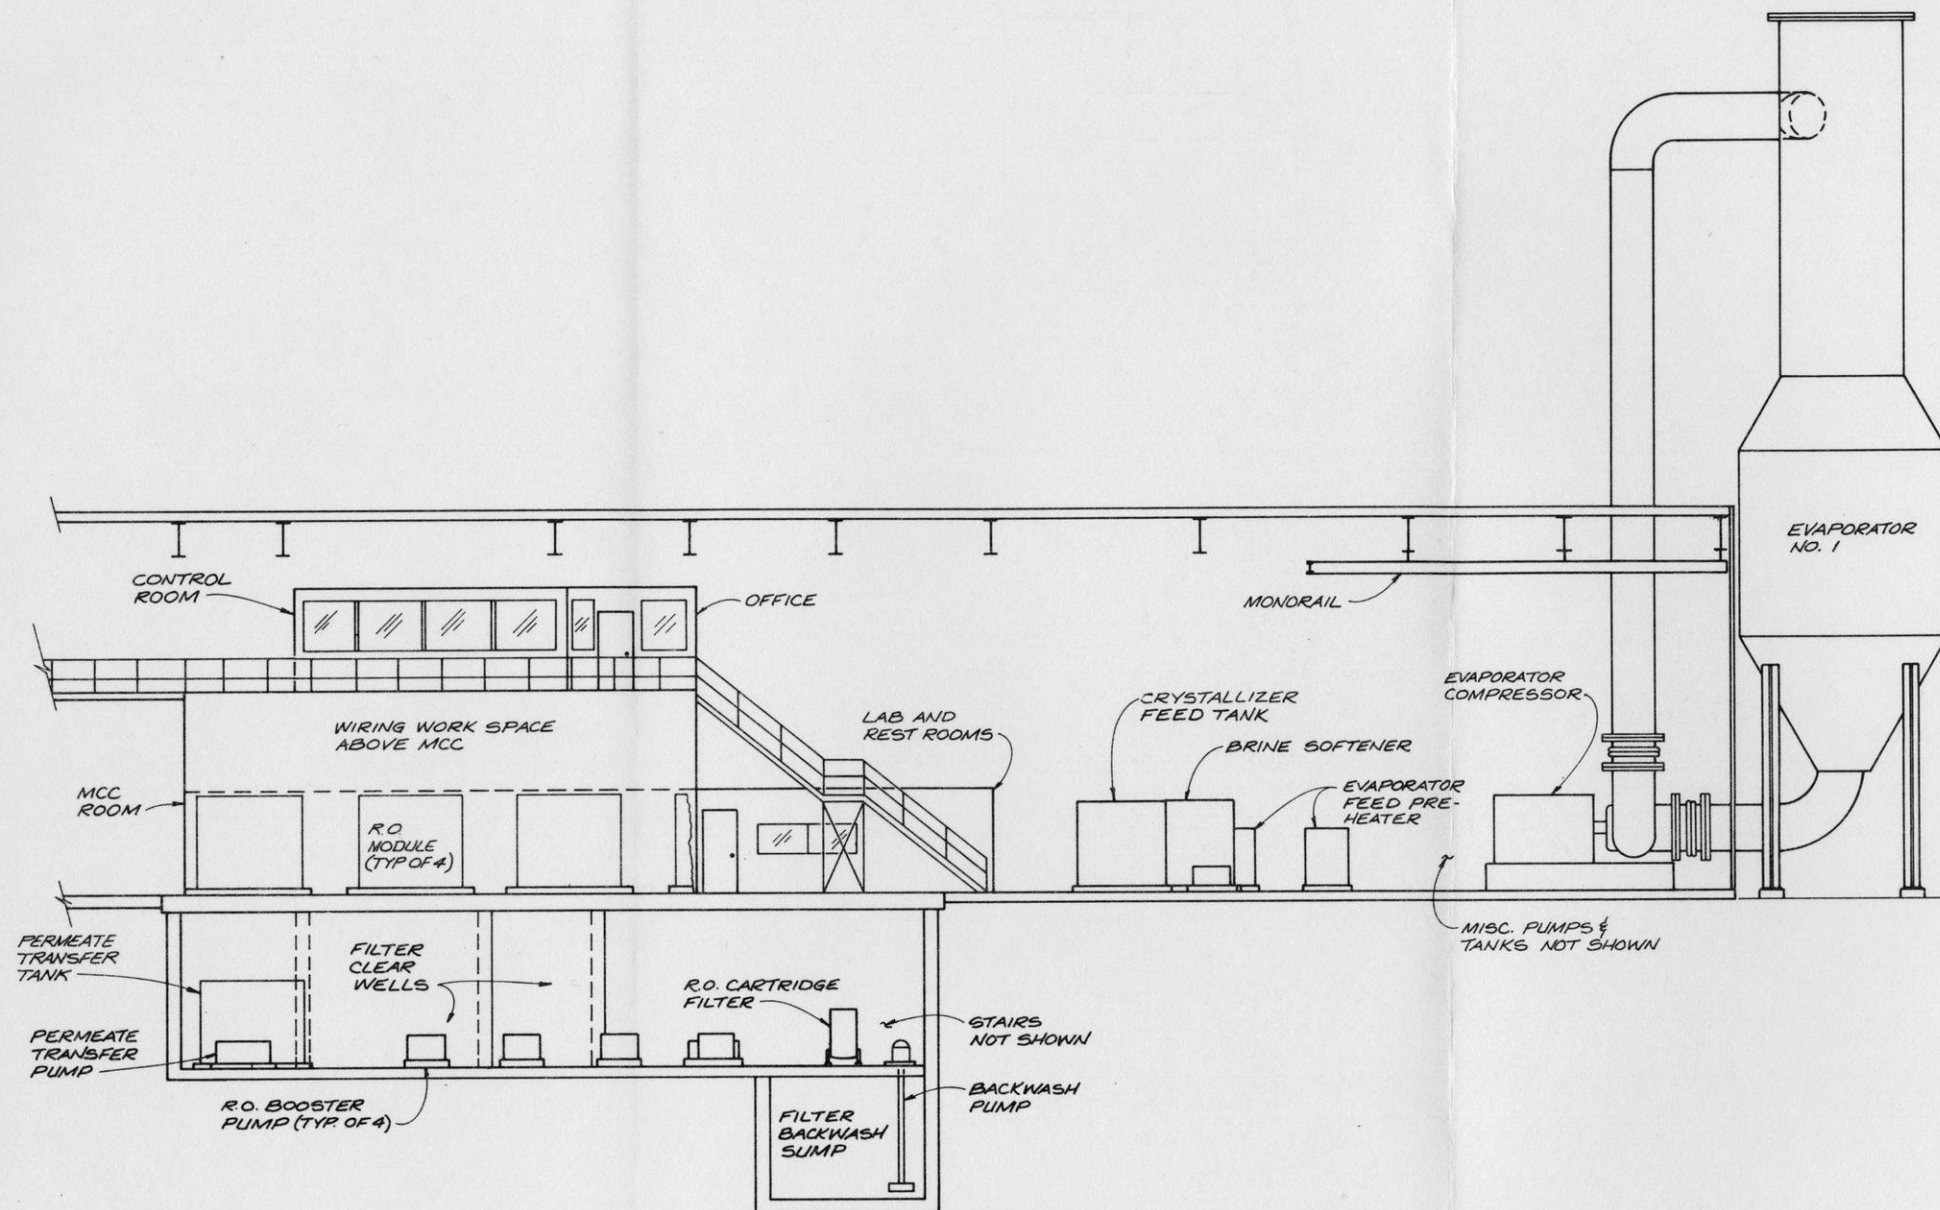 EVAPORATOR
NO. 1
CONTROL
ROOM
OFFICE
MONORAIL
WIRING WORK SPACE
ABOVE MCC
LAB AND
REST ROOMS
CRYSTALLIZER
FEED TANK
BRINE SOFTENER
EVAPORATOR
COMPRESSOR
MCC
ROOM
R.O.
MODULE
(TYP OF 4)
EVAPORATOR
FEED PRE-
HEATER
MISC. PUMPS &
TANKS NOT SHOWN
PERMEATE
TRANSFER
TANK
FILTER
CLEAR
WELLS
R.O. CARTRIDGE
FILTER
STAIRS
NOT SHOWN
PERMEATE
TRANSFER
PUMP
R.O. BOOSTER
PUMP (TYP. OF 4)
FILTER
BACKWASH
SUMP
BACKWASH
PUMP